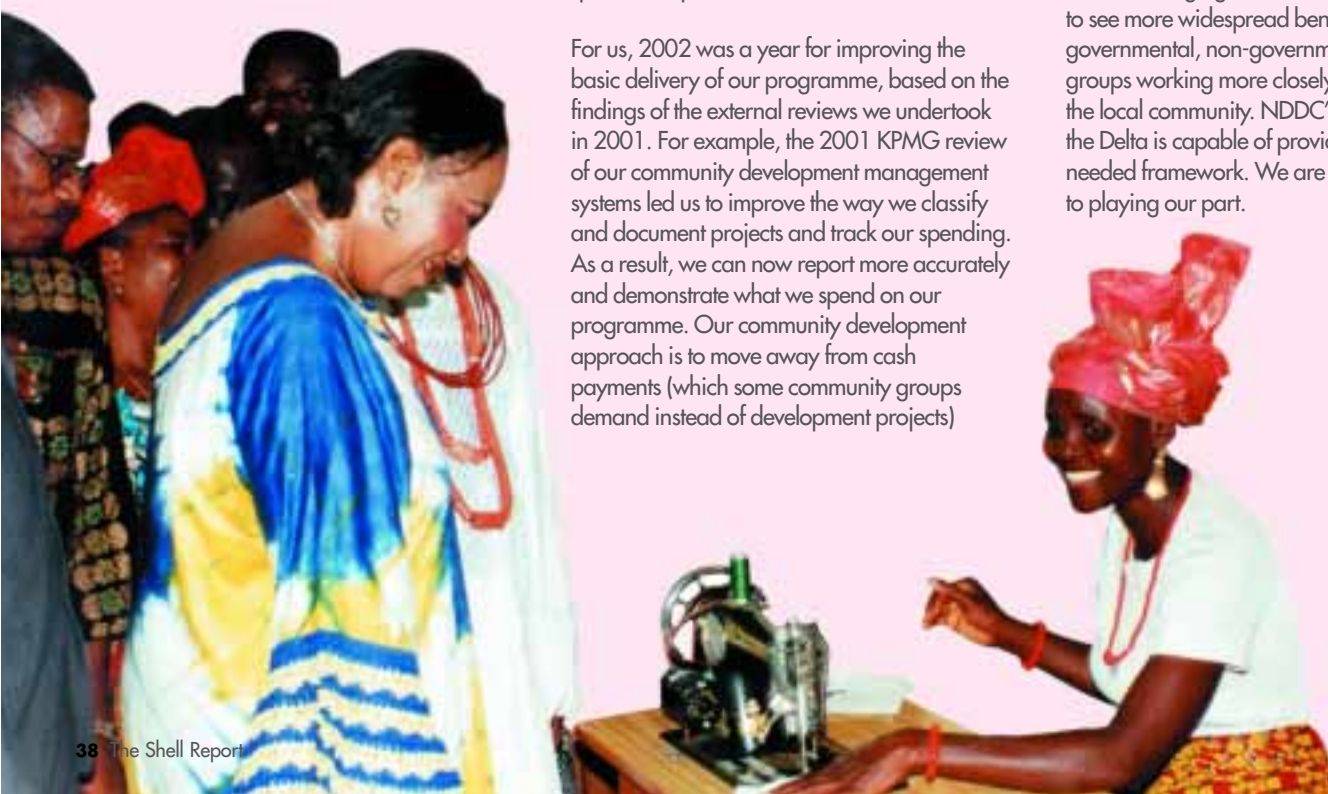 For us, 2002 was a year for improving the
basic delivery of our programme, based on the
findings of the external reviews we undertook
in 2001. For example, the 2001 KPMG review
of our community development management
systems led us to improve the way we classify
and document projects and track our spending.
As a result, we can now report more accurately
and demonstrate what we spend on our
programme. Our community development
approach is to move away from cash
payments (which some community groups
demand instead of development projects)
to see more widespread
governmental,
groups working more closely
the local community.
the Delta is capable of
needed framework. We are
to playing our part.
38 The Shell Report